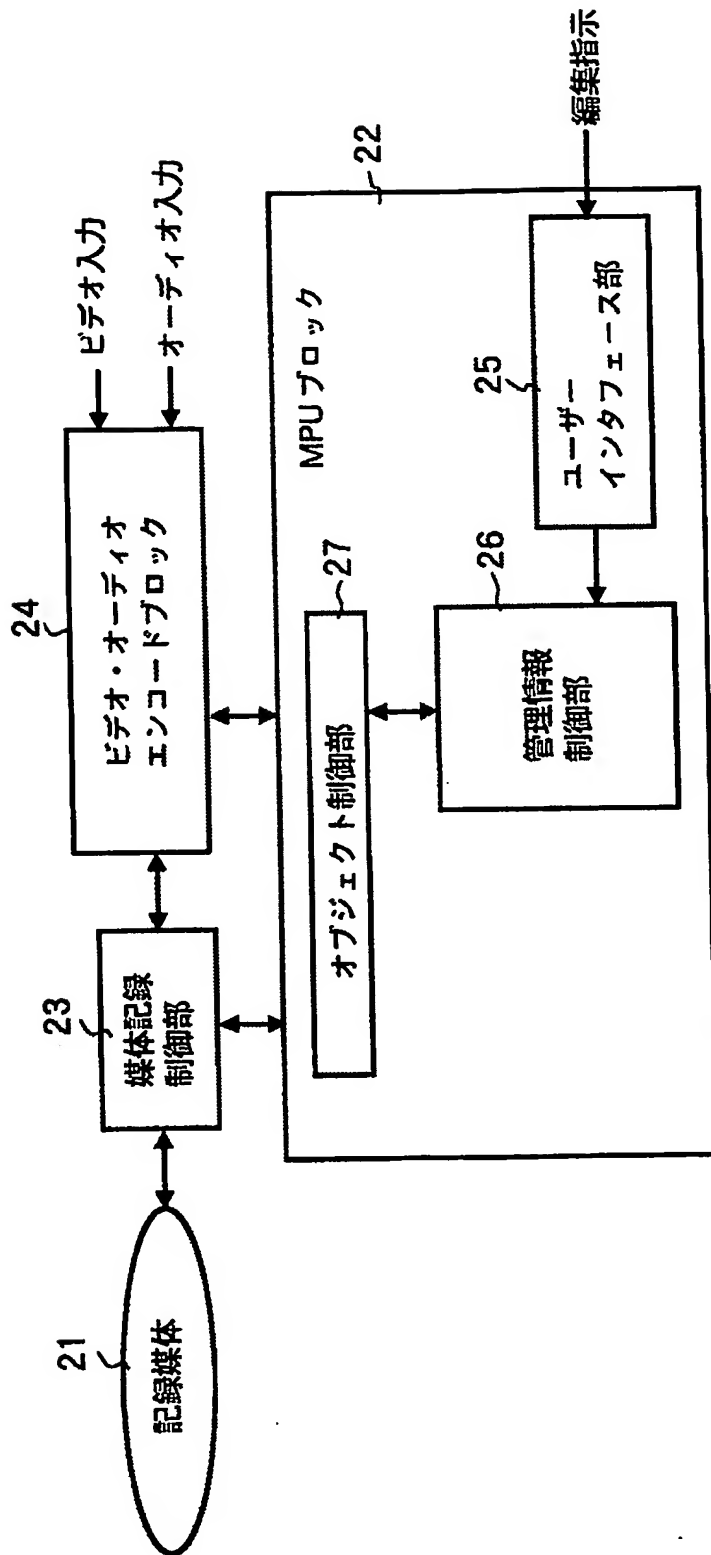 21
記録媒体
23
媒体記録
制御部
24
ビデオ・オーディオ
エンコードブロック
ビデオ入力
オーディオ入力
22
MPUブロック
27
オブジェクト制御部
26
管理情報
制御部
25
ユーザー
インタフェース部
編集指示